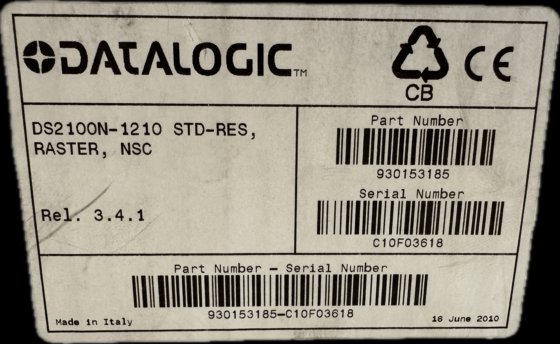 DATALOGIC™
CB
CE
DS2100N-1210 STD-RES,
RASTER, NSC
Rel. 3.4.1
Part Number
930153185
Serial Number
C10F03618
Part Number - Serial Number
930153185-C10F03618
Made in Italy
16 June 2010